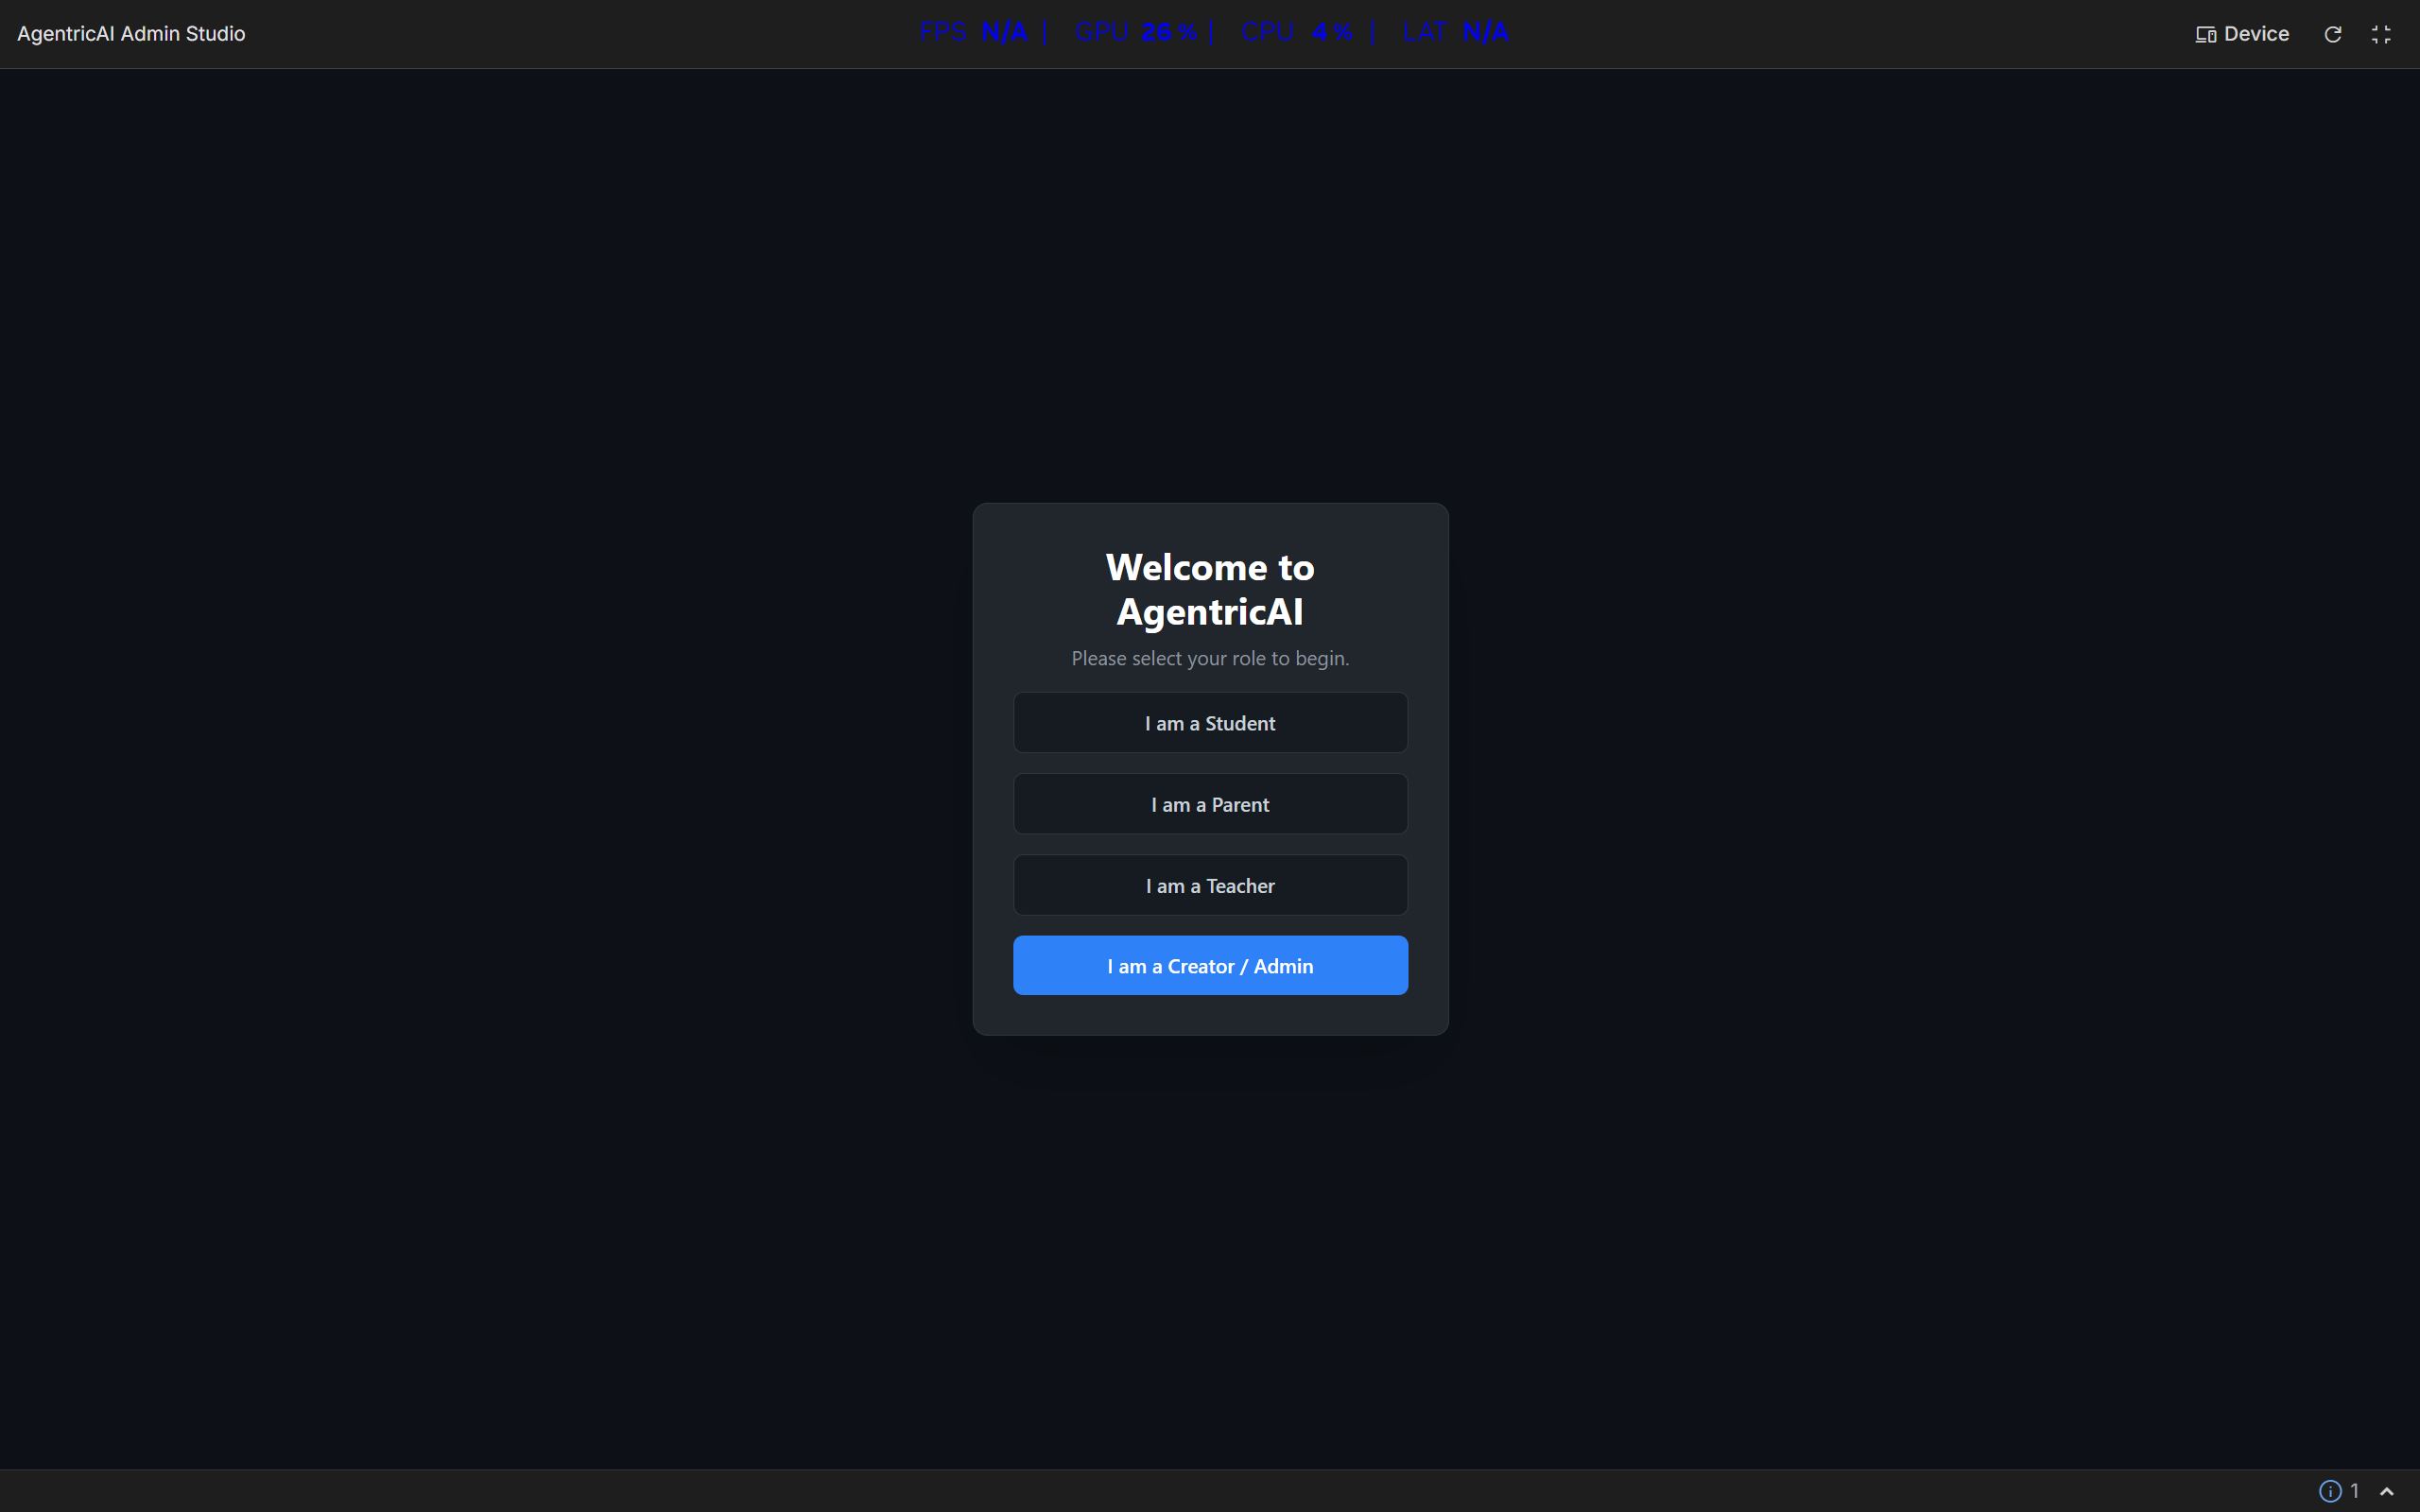 AgentricAI Admin Studio
FPS N/A | GPU 26 % | CPU 4 % | LAT N/A
Device
Welcome to
AgentricAI
Please select your role to begin.
I am a Student
I am a Parent
I am a Teacher
I am a Creator / Admin
1